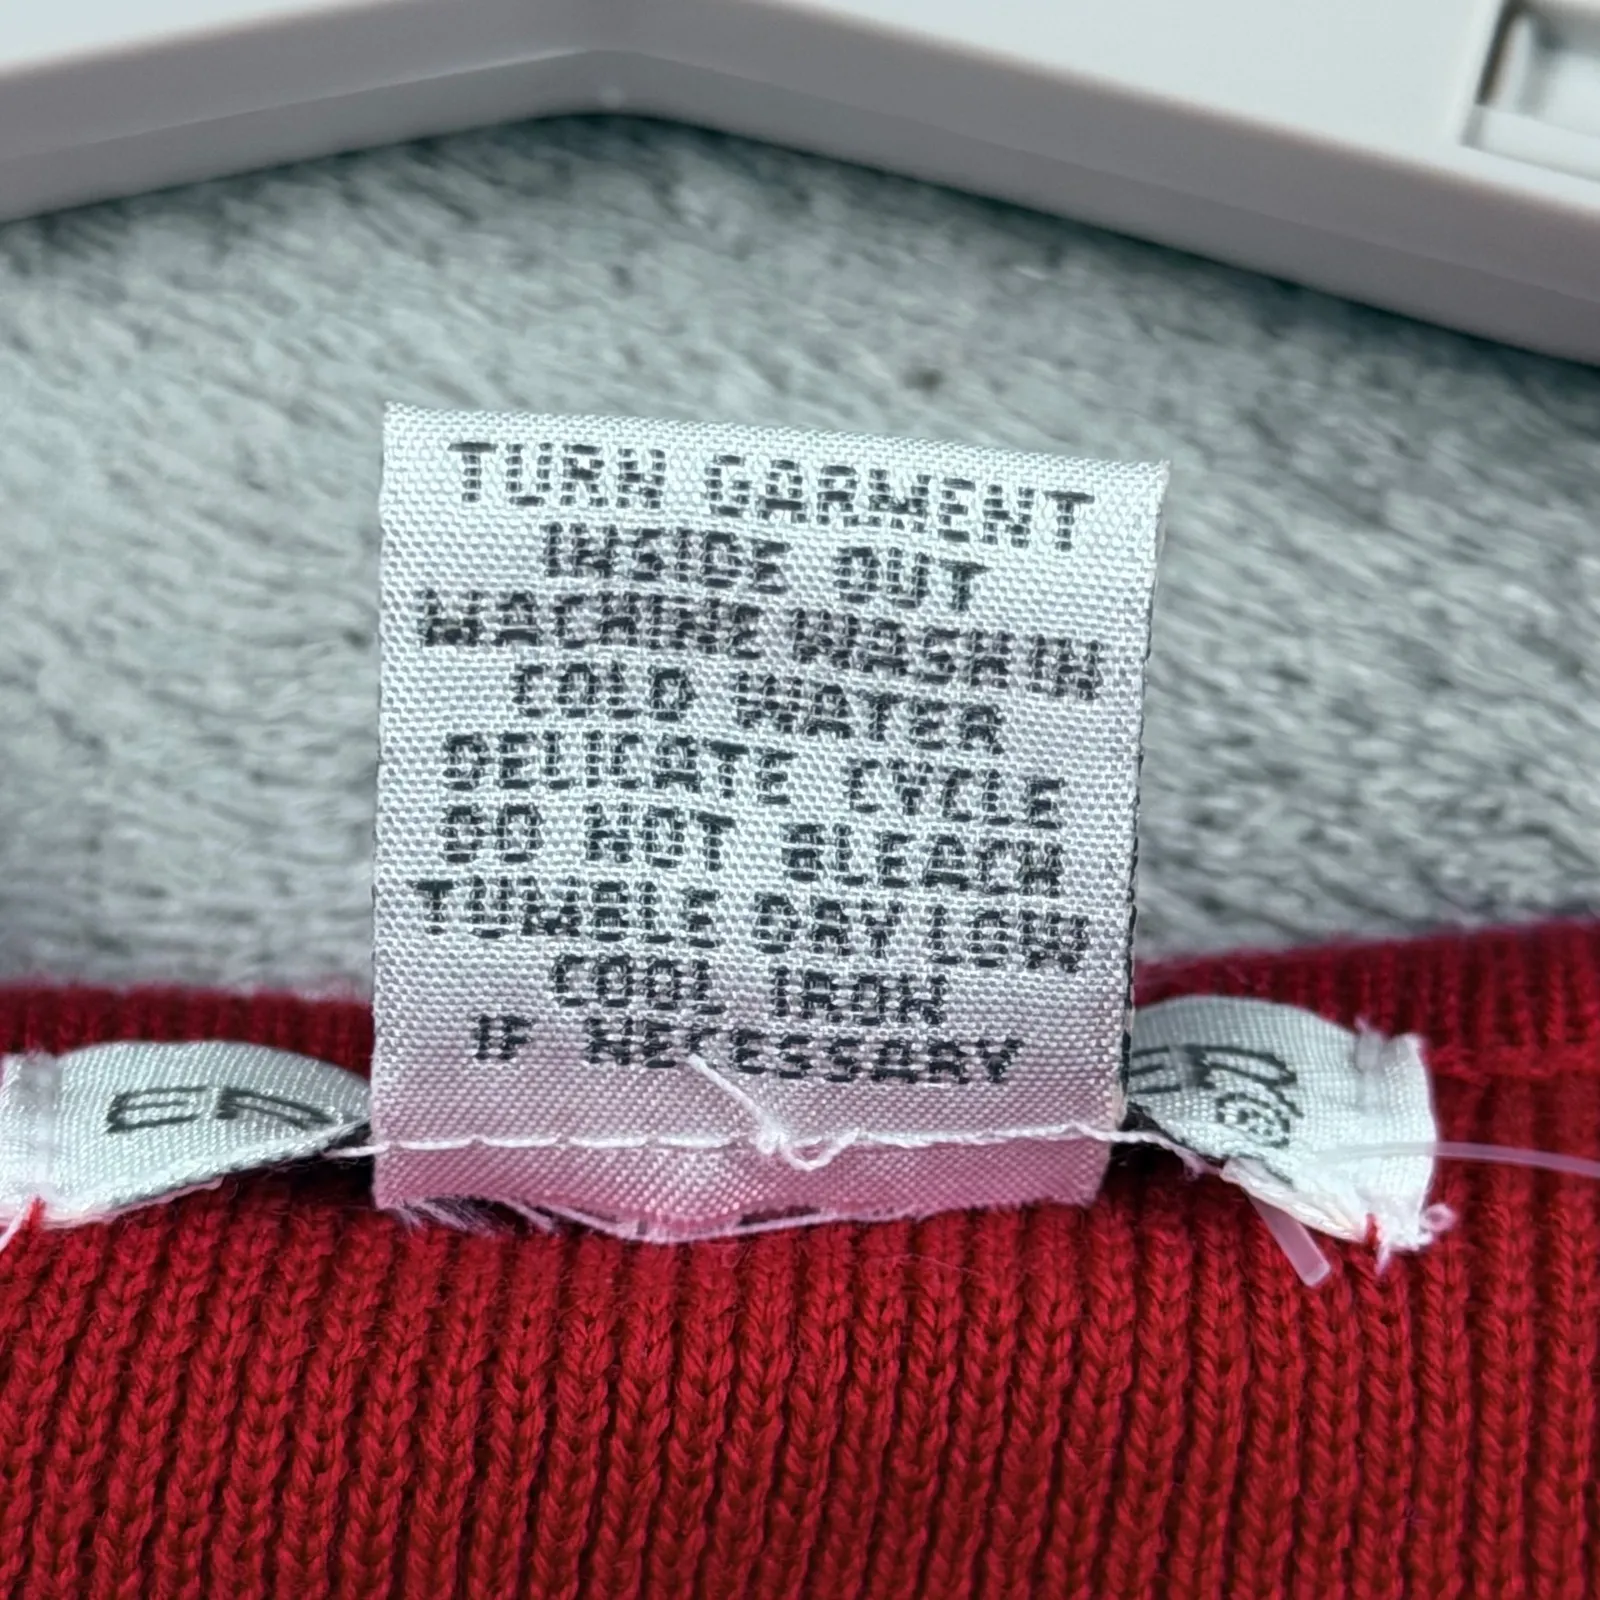 TURN GARMENT
INSIDE OUT
MACHINE WASH IN
COLD WATER
DELICATE CYCLE
DO NOT BLEACH
TUMBLE DRY LOW
COOL IRON
IF NECESSARY